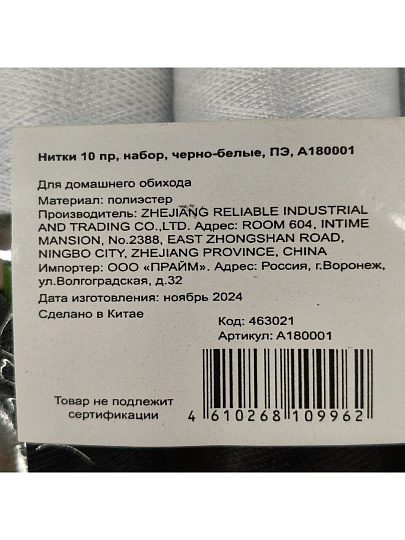 Нитки 10 пр, набор, черно-белые, ПЭ, А180001
Для домашнего обихода
Материал: полиэстер
Производитель: ZHEJIANG RELIABLE INDUSTRIAL
AND TRADING CO.,LTD. Адрес: ROOM 604, INTIME
MANSION, No.2388, EAST ZHONGSHAN ROAD,
NINGBO CITY, ZHEJIANG PROVINCE, CHINA
Импортер: ООО «ПРАЙМ». Адрес: Россия, г.Воронеж,
ул.Волгоградская, д.32
Дата изготовления: ноябрь 2024
Сделано в Китае
Код: 463021
Артикул: А180001
Товар не подлежит
сертификации
4 610268 109962